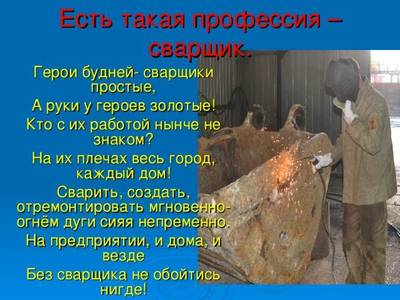 Есть такая профессия –
сварщик.
Герои будней- сварщики
простые,
А руки у героев золотые!
Кто с их работой нынче не
знаком?
На их плечах весь город,
каждый дом!
Сварить, создать,
отремонтировать мгновенно-
огнём дуги сияя непременно.
На предприятии, и дома, и
везде
Без сварщика не обойтись
нигде!